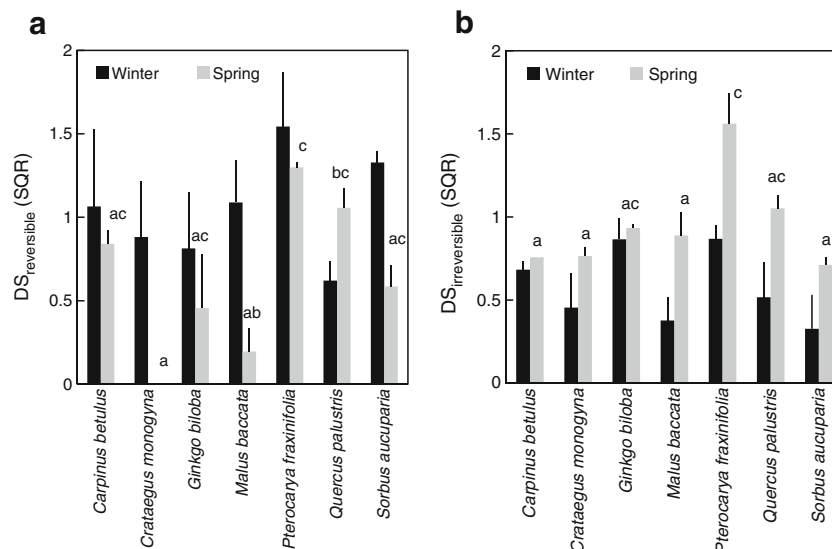 a
2
Winter
Spring
1.5
1
0.5
0
DSreversible (SQR)
ac
a
ac
ab
c
bc
ac
Carpinus betulus
Crataegus monogyna
Ginkgo biloba
Malus baccata
Pterocarya fraxinifolia
Quercus palustris
Sorbus aucuparia
b
2
Winter
Spring
1.5
1
0.5
0
DSirreversible (SQR)
a
a
ac
a
c
ac
a
Carpinus betulus
Crataegus monogyna
Ginkgo biloba
Malus baccata
Pterocarya fraxinifolia
Quercus palustris
Sorbus aucuparia